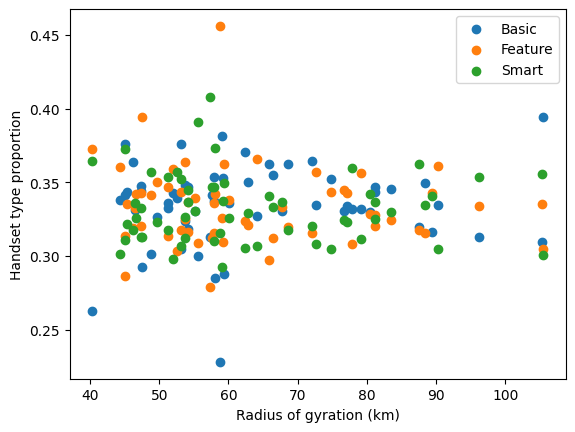 Basic
Feature
Smart
Handset type proportion
0.45
0.40
0.35
0.30
0.25
40 50 60 70 80 90 100
Radius of gyration (km)